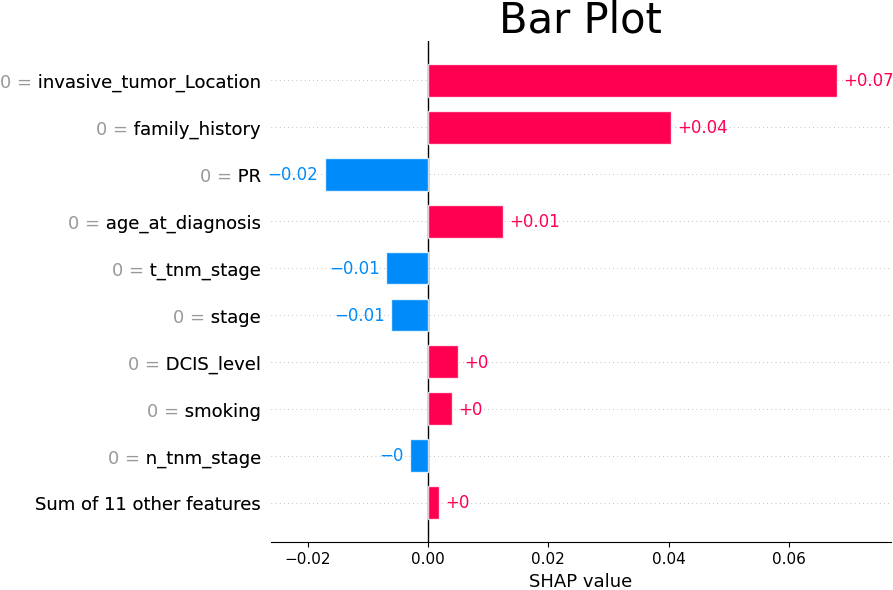 Bar Plot
0 = invasive_tumor_Location +0.07
0 = family_history +0.04
0 = PR −0.02
0 = age_at_diagnosis +0.01
0 = t_tnm_stage −0.01
0 = stage −0.01
0 = DCIS_level +0
0 = smoking +0
0 = n_tnm_stage −0
Sum of 11 other features +0
−0.02 0.00 0.02 0.04 0.06
SHAP value